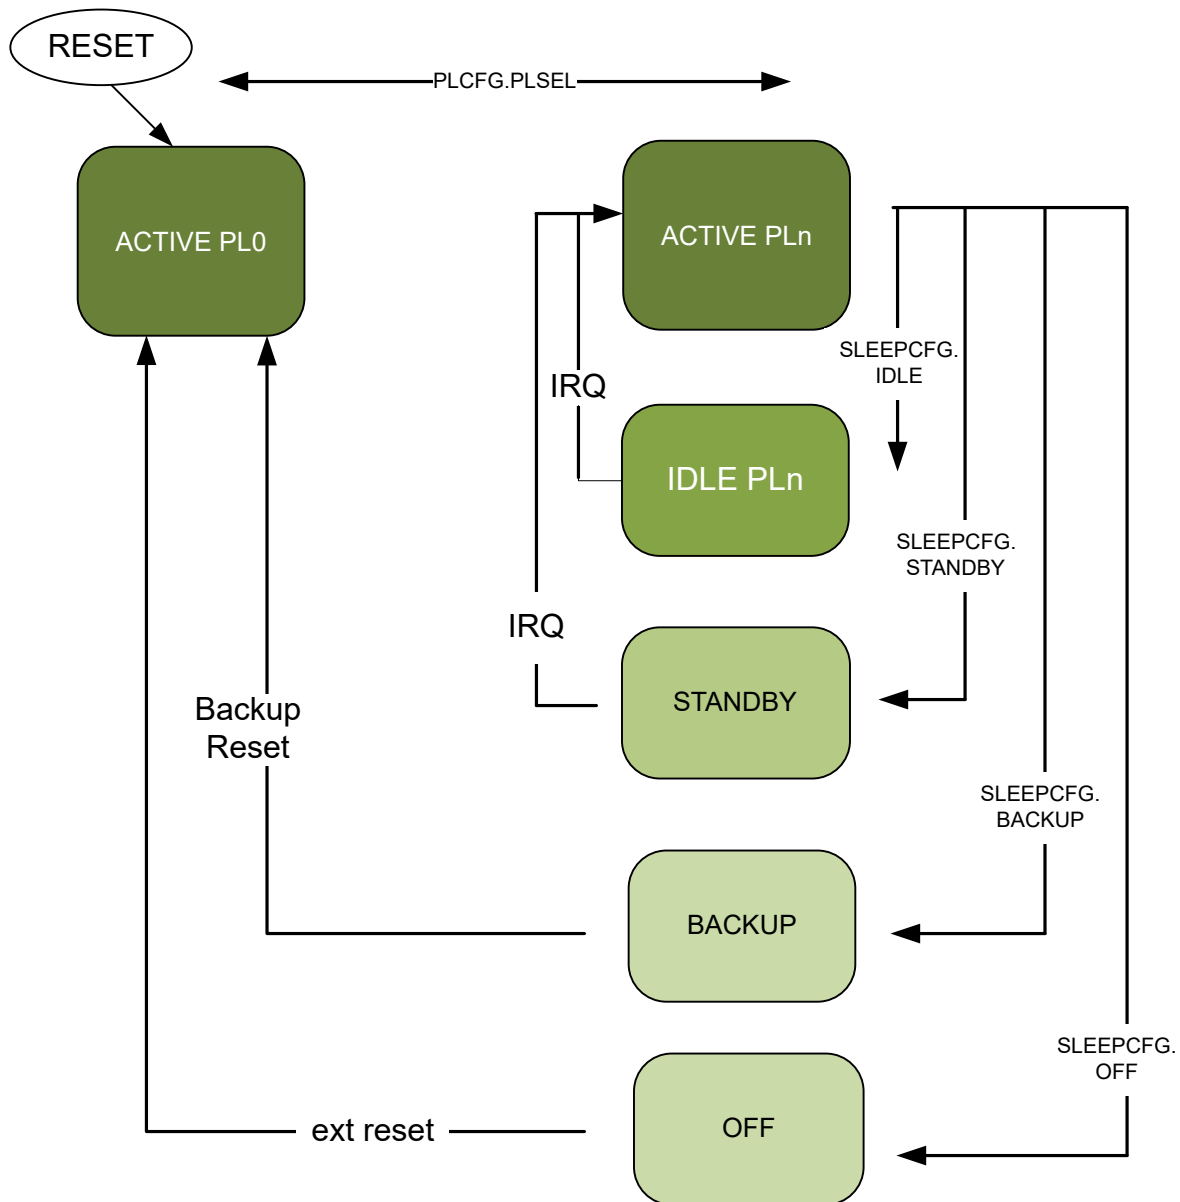 RESET
PLCFG.PLSEL
ACTIVE PL0
ACTIVE PLn
SLEEPCFG.
IDLE
IRQ
IDLE PLn
SLEEPCFG.
STANDBY
IRQ
STANDBY
Backup
Reset
SLEEPCFG.
BACKUP
BACKUP
SLEEPCFG.
OFF
ext reset
OFF